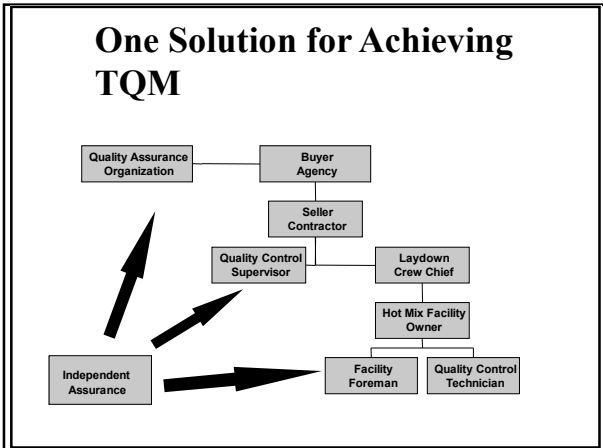 One Solution for Achieving
TQM
Quality Assurance
Organization
Buyer
Agency
Seller
Contractor
Quality Control
Supervisor
Laydown
Crew Chief
Hot Mix Facility
Owner
Independent
Assurance
Facility
Foreman
Quality Control
Technician